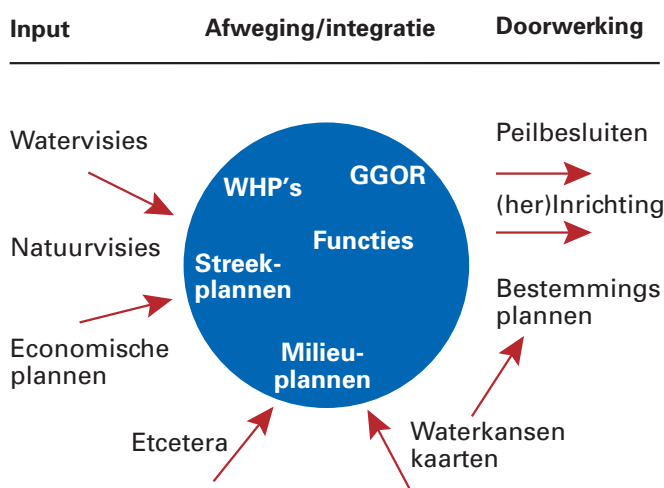 Input
Afweging/integratie
Doorwerking
Watervisies
Natuurvisies
Economische
plannen
Etcetera
WHP's
GGOR
Functies
Streek-
plannen
Milieu-
plannen
Peilbesluiten
(her)Inrichting
Bestemmings
plannen
Waterkansen
kaarten